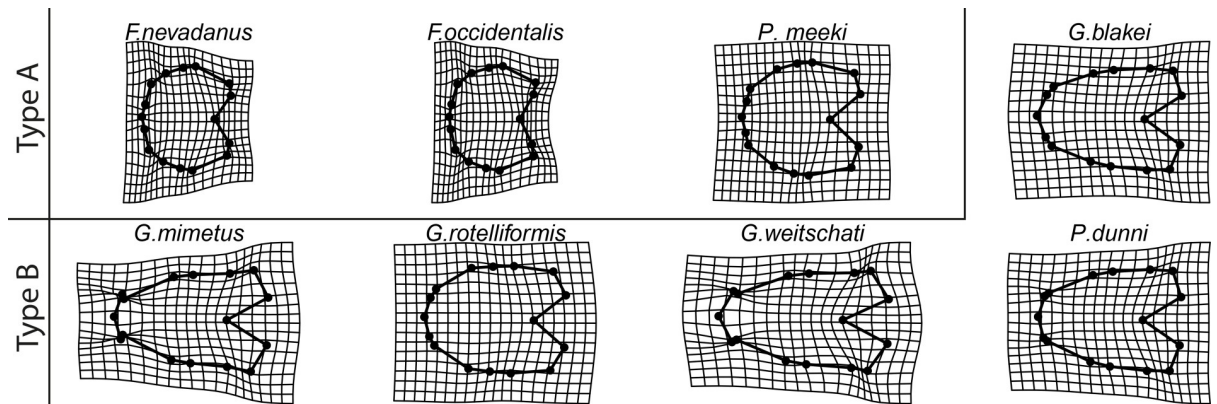 Type A
F.nevadanus
F.occidentalis
P. meeki
G.blakei
Type B
G.mimetus
G.rotelliformis
G.weitschati
P.dunni